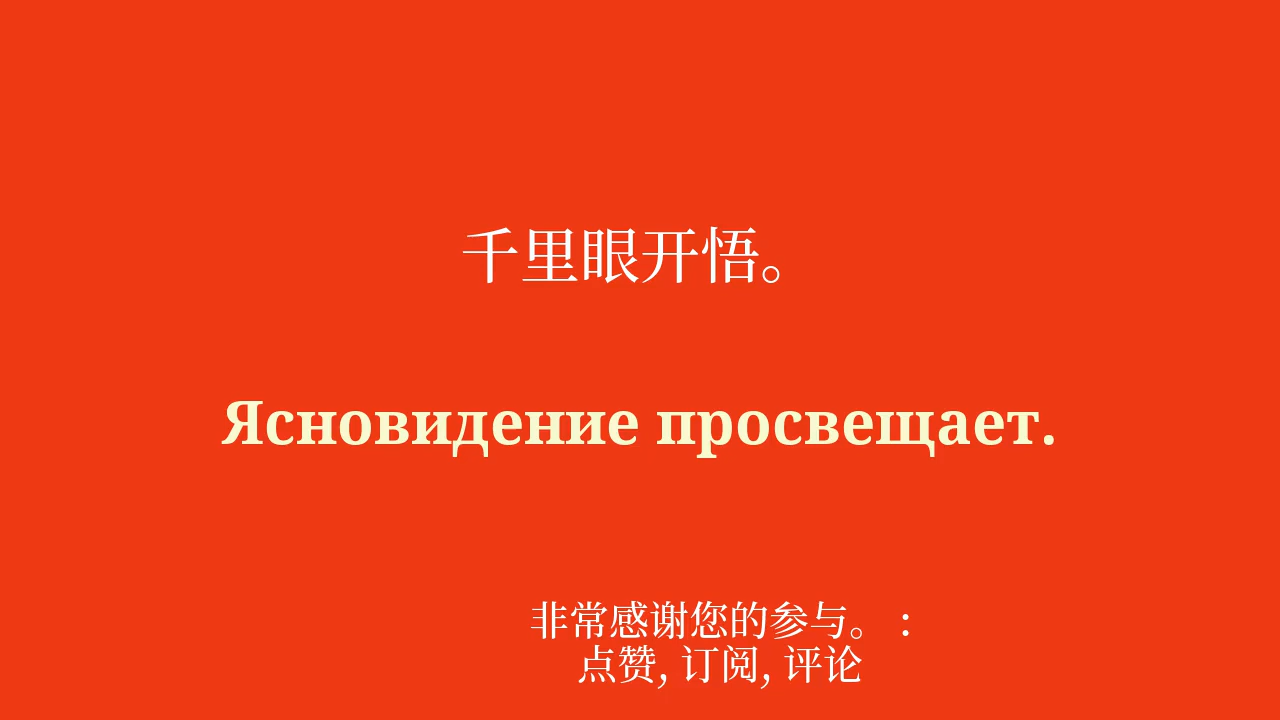 千里眼开悟。
Ясновидение просвещает.
非常感谢您的参与。 :
点赞, 订阅, 评论